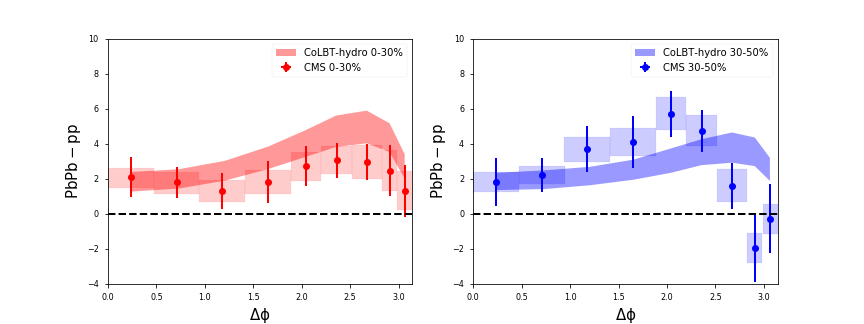 CoLBT-hydro 0-30%
CMS 0-30%
PbPb − pp
10
8
6
4
2
0
−2
−4
0.0 0.5 1.0 1.5 2.0 2.5 3.0
Δϕ
CoLBT-hydro 30-50%
CMS 30-50%
PbPb − pp
10
8
6
4
2
0
−2
−4
0.0 0.5 1.0 1.5 2.0 2.5 3.0
Δϕ